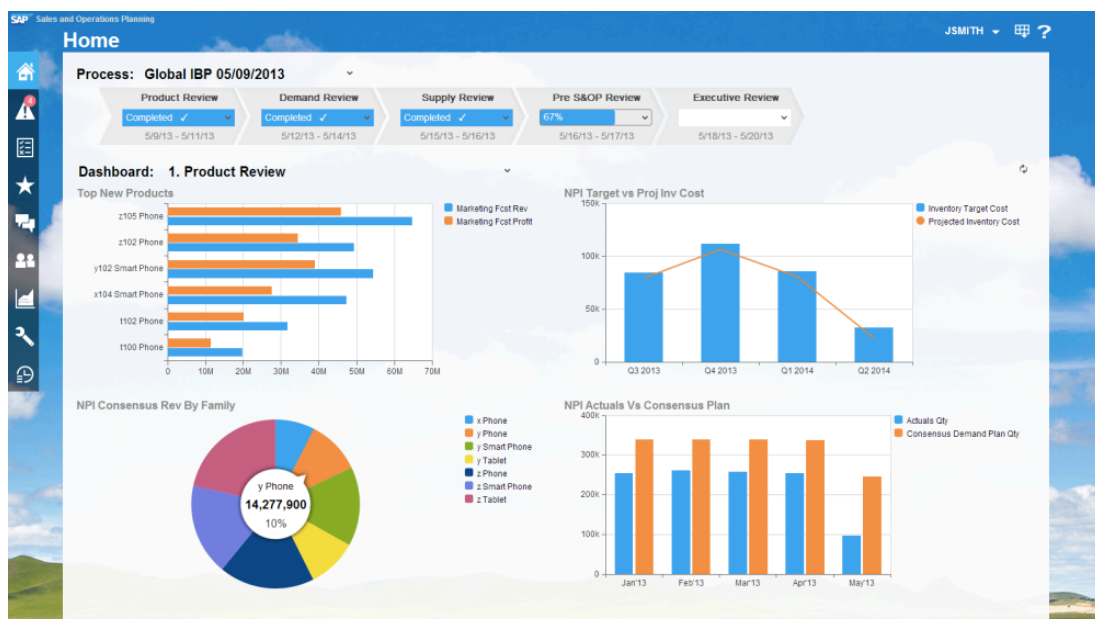 SAP Sales and Operations Planning
Home
JSMITH
?
4
Process: Global IBP 05/09/2013
Product Review
Demand Review
Supply Review
Pre S&OP Review
Executive Review
Completed ✓
Completed ✓
Completed ✓
67%
5/9/13 - 5/11/13
5/12/13 - 5/14/13
5/15/13 - 5/16/13
5/16/13 - 5/17/13
5/18/13 - 5/20/13
Dashboard: 1. Product Review
Top New Products
z105 Phone
z102 Phone
y102 Smart Phone
x104 Smart Phone
t102 Phone
t100 Phone
0 10M 20M 30M 40M 50M 60M 70M
Marketing Fcst Rev
Marketing Fcst Profit
NPI Target vs Proj Inv Cost
150k
100k
50k
0
Q3 2013 Q4 2013 Q1 2014 Q2 2014
Inventory Target Cost
Projected Inventory Cost
NPI Consensus Rev By Family
y Phone
14,277,900
10%
x Phone
y Phone
y Smart Phone
y Tablet
z Phone
z Smart Phone
z Tablet
NPI Actuals Vs Consensus Plan
400k
300k
200k
100k
0
Jan'13 Feb'13 Mar'13 Apr'13 May'13
Actuals Qty
Consensus Demand Plan Qty